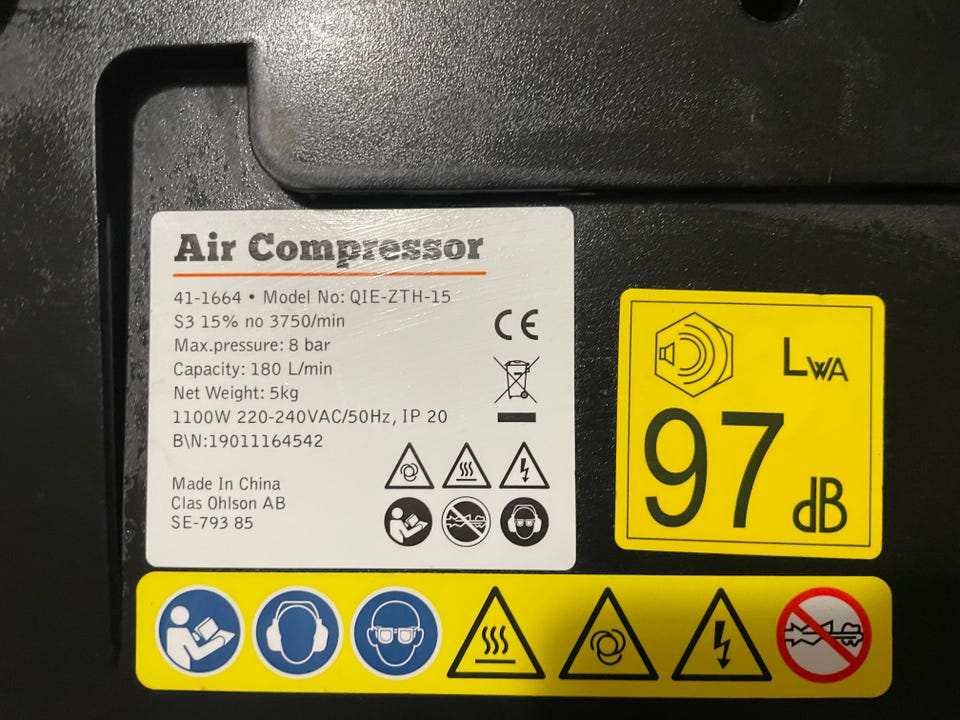 Air Compressor
41-1664 • Model No: QIE-ZTH-15
S3 15% no 3750/min
Max.pressure: 8 bar
Capacity: 180 L/min
Net Weight: 5kg
1100W 220-240VAC/50Hz, IP 20
B\N:19011164542
Made In China
Clas Ohlson AB
SE-793 85
CE
LWA
97
dB